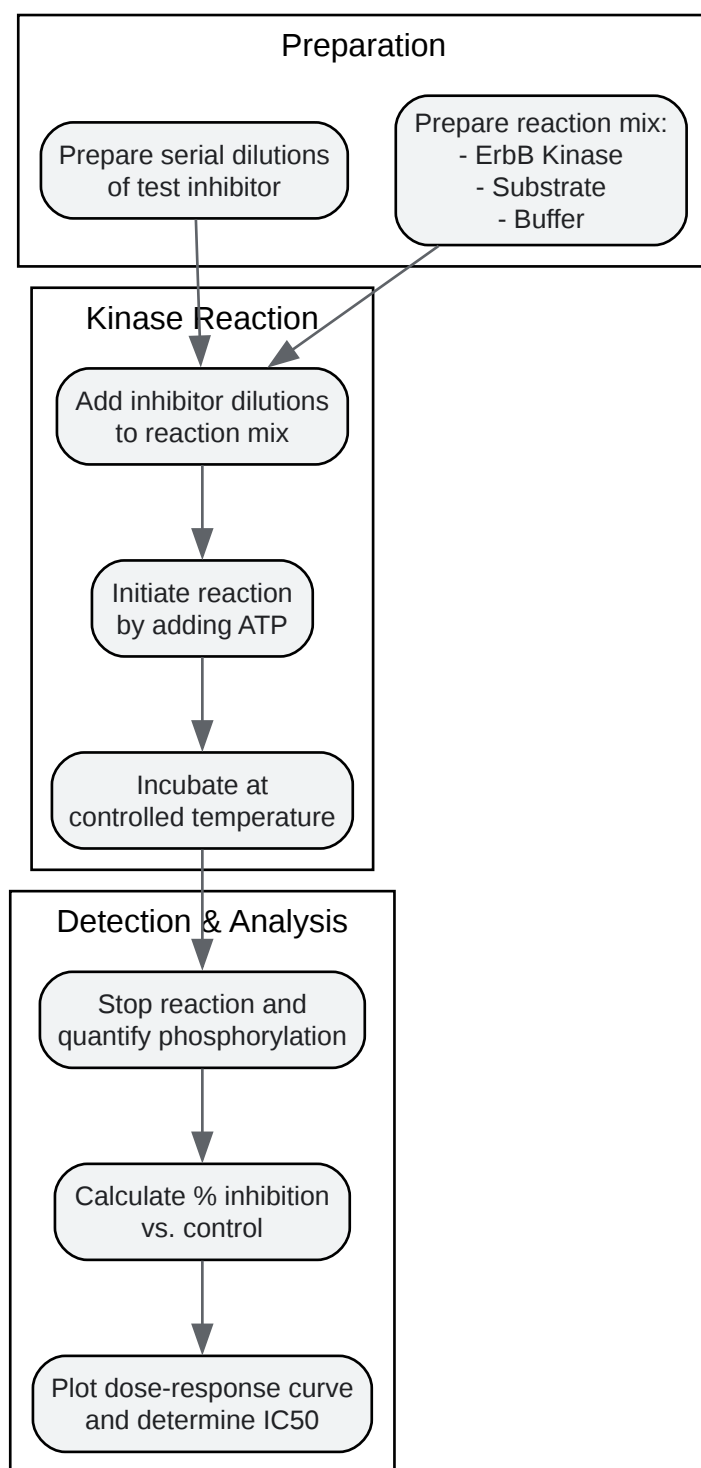 Preparation
Prepare serial dilutions
of test inhibitor
Prepare reaction mix:
- ErbB Kinase
- Substrate
- Buffer
Kinase Reaction
Add inhibitor dilutions
to reaction mix
Initiate reaction
by adding ATP
Incubate at
controlled temperature
Detection & Analysis
Stop reaction and
quantify phosphorylation
Calculate % inhibition
vs. control
Plot dose-response curve
and determine IC50